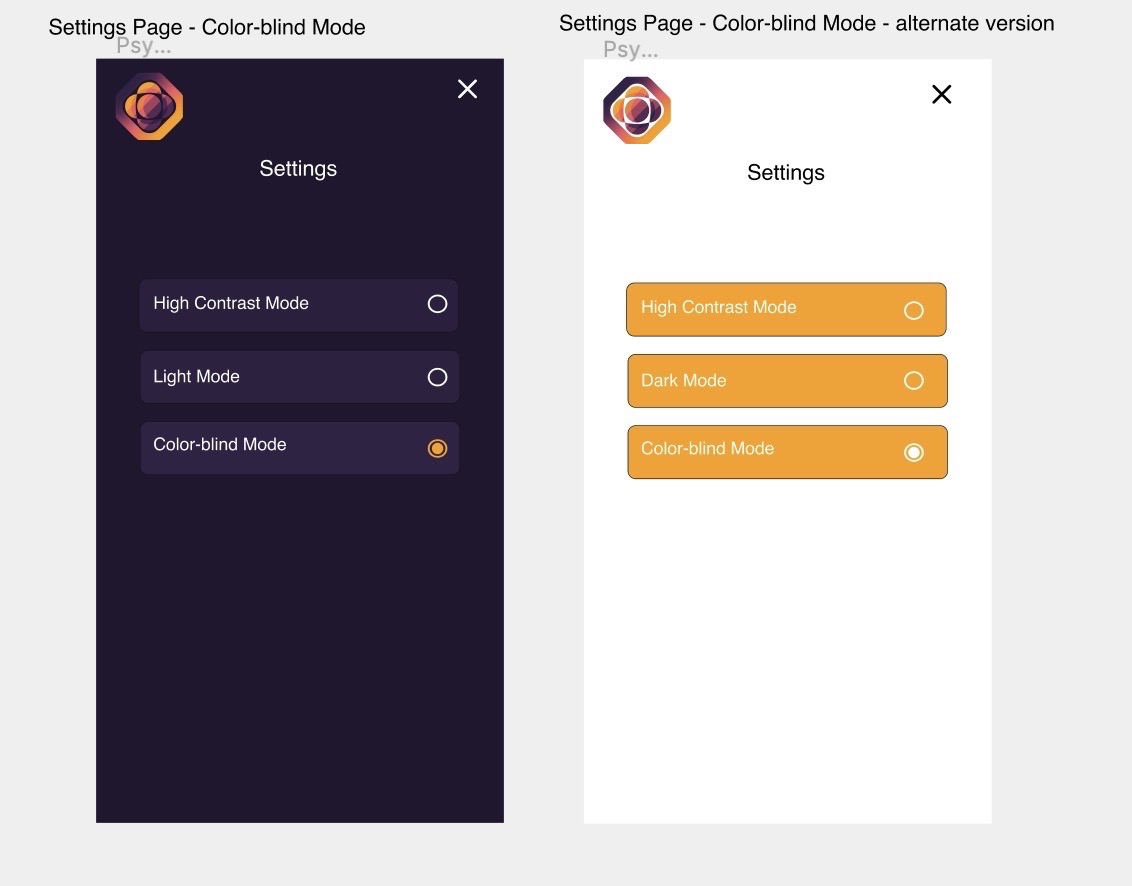 Settings Page - Color-blind Mode
Psy...
Settings
High Contrast Mode
Light Mode
Color-blind Mode
Settings Page - Color-blind Mode - alternate version
Psy...
Settings
High Contrast Mode
Dark Mode
Color-blind Mode